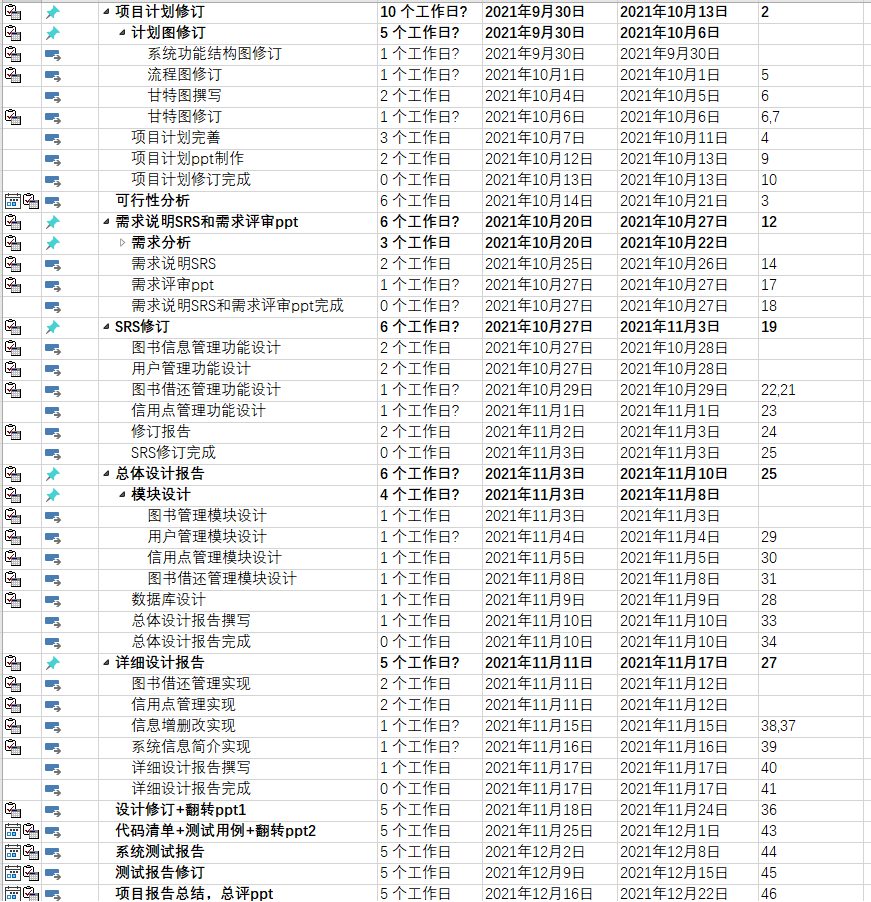 项目计划修订 10 个工作日? 2021年9月30日 2021年10月13日 2
计划图修订 5 个工作日? 2021年9月30日 2021年10月6日
系统功能结构图修订 1 个工作日? 2021年9月30日 2021年9月30日
流程图修订 1 个工作日? 2021年10月1日 2021年10月1日 5
甘特图撰写 2 个工作日 2021年10月4日 2021年10月5日 6
甘特图修订 1 个工作日? 2021年10月6日 2021年10月6日 6,7
项目计划完善 3 个工作日 2021年10月7日 2021年10月11日 4
项目计划ppt制作 2 个工作日 2021年10月12日 2021年10月13日 9
项目计划修订完成 0 个工作日 2021年10月13日 2021年10月13日 10
可行性分析 6 个工作日 2021年10月14日 2021年10月21日 3
需求说明SRS和需求评审ppt 6 个工作日? 2021年10月20日 2021年10月27日 12
需求分析 3 个工作日 2021年10月20日 2021年10月22日
需求说明SRS 2 个工作日 2021年10月25日 2021年10月26日 14
需求评审ppt 1 个工作日? 2021年10月27日 2021年10月27日 17
需求说明SRS和需求评审ppt完成 0 个工作日? 2021年10月27日 2021年10月27日 18
SRS修订 6 个工作日? 2021年10月27日 2021年11月3日 19
图书信息管理功能设计 2 个工作日 2021年10月27日 2021年10月28日
用户管理功能设计 2 个工作日 2021年10月27日 2021年10月28日
图书借还管理功能设计 1 个工作日? 2021年10月29日 2021年10月29日 22,21
信用点管理功能设计 1 个工作日? 2021年11月1日 2021年11月1日 23
修订报告 2 个工作日 2021年11月2日 2021年11月3日 24
SRS修订完成 0 个工作日 2021年11月3日 2021年11月3日 25
总体设计报告 6 个工作日? 2021年11月3日 2021年11月10日 25
模块设计 4 个工作日? 2021年11月3日 2021年11月8日
图书管理模块设计 1 个工作日 2021年11月3日 2021年11月3日
用户管理模块设计 1 个工作日? 2021年11月4日 2021年11月4日 29
信用点管理模块设计 1 个工作日 2021年11月5日 2021年11月5日 30
图书借还管理模块设计 1 个工作日 2021年11月8日 2021年11月8日 31
数据库设计 1 个工作日 2021年11月9日 2021年11月9日 28
总体设计报告撰写 1 个工作日 2021年11月10日 2021年11月10日 33
总体设计报告完成 0 个工作日 2021年11月10日 2021年11月10日 34
详细设计报告 5 个工作日? 2021年11月11日 2021年11月17日 27
图书借还管理实现 2 个工作日 2021年11月11日 2021年11月12日
信用点管理实现 2 个工作日 2021年11月11日 2021年11月12日
信息增删改实现 1 个工作日? 2021年11月15日 2021年11月15日 38,37
系统信息简介实现 1 个工作日? 2021年11月16日 2021年11月16日 39
详细设计报告撰写 1 个工作日 2021年11月17日 2021年11月17日 40
详细设计报告完成 0 个工作日 2021年11月17日 2021年11月17日 41
设计修订+翻转ppt1 5 个工作日 2021年11月18日 2021年11月24日 36
代码清单+测试用例+翻转ppt2 5 个工作日 2021年11月25日 2021年12月1日 43
系统测试报告 5 个工作日 2021年12月2日 2021年12月8日 44
测试报告修订 5 个工作日 2021年12月9日 2021年12月15日 45
项目报告总结，总评ppt 5 个工作日 2021年12月16日 2021年12月22日 46